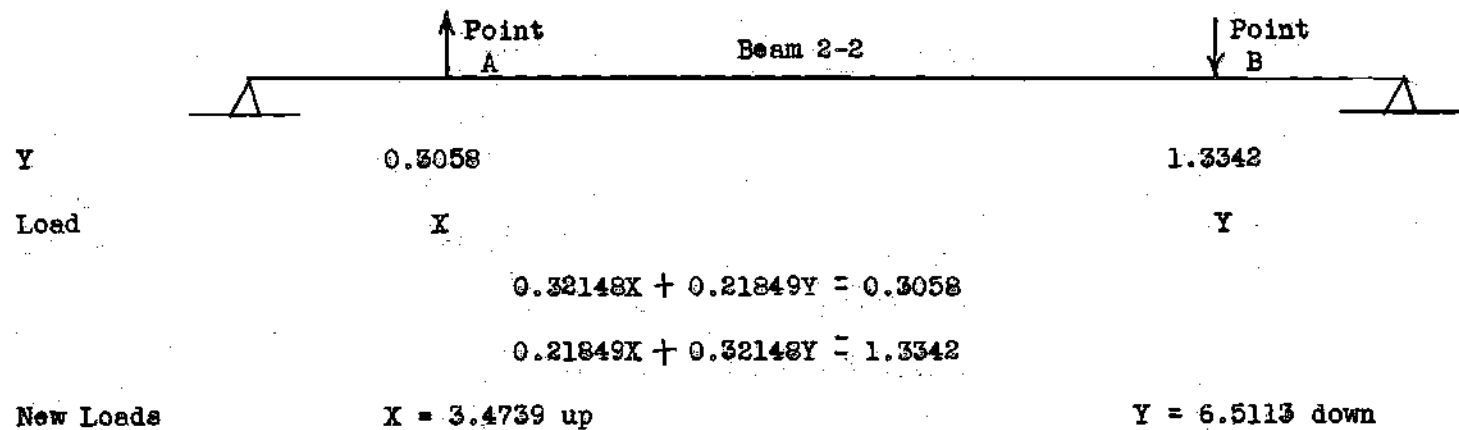 Point Point
A Beam 2-2 B
Y 0.3058 1.3342
Load X Y
0.32148X + 0.21849Y = 0.3058
0.21849X + 0.32148Y = 1.3342
New Loads X = 3.4739 up Y = 6.5113 down